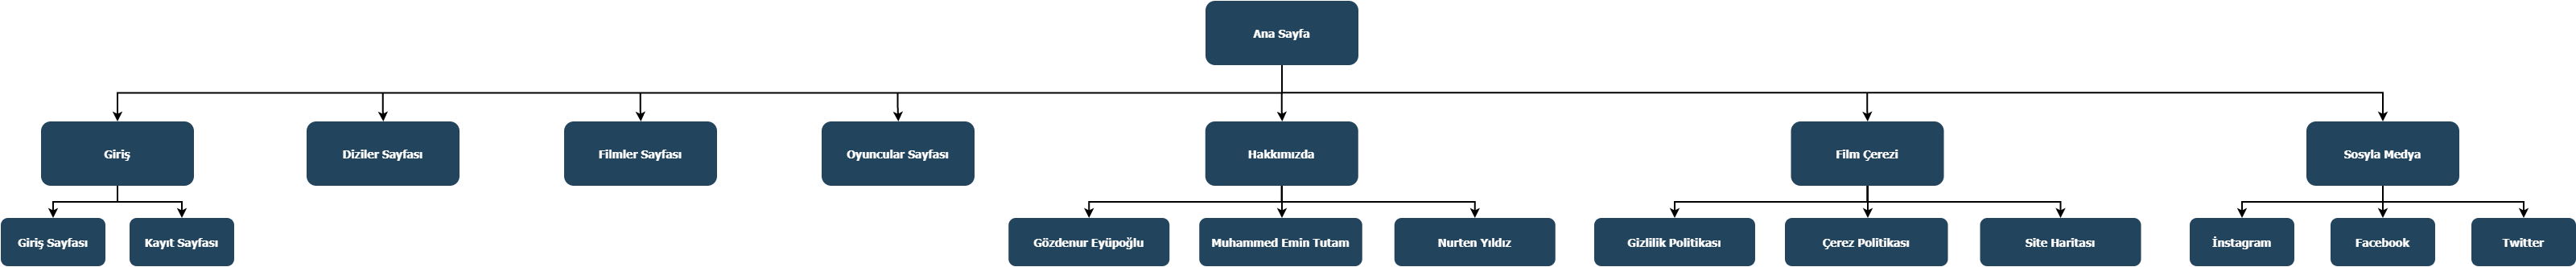 Ana Sayfa
Giriş
Diziler Sayfası
Filmler Sayfası
Oyuncular Sayfası
Hakkımızda
Film Çerezi
Sosyla Medya
Giriş Sayfası
Kayıt Sayfası
Gözdenur Eyüpoğlu
Muhammed Emin Tutam
Nurten Yıldız
Gizlilik Politikası
Çerez Politikası
Site Haritası
İnstagram
Facebook
Twitter